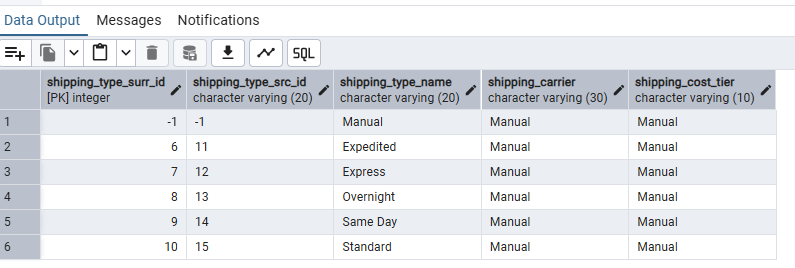 Data Output Messages Notifications
SQL
shipping_type_surr_id shipping_type_src_id shipping_type_name shipping_carrier shipping_cost_tier
[PK] integer character varying (20) character varying (20) character varying (30) character varying (10)
1 -1 -1 Manual Manual Manual
2 6 11 Expedited Manual Manual
3 7 12 Express Manual Manual
4 8 13 Overnight Manual Manual
5 9 14 Same Day Manual Manual
6 10 15 Standard Manual Manual